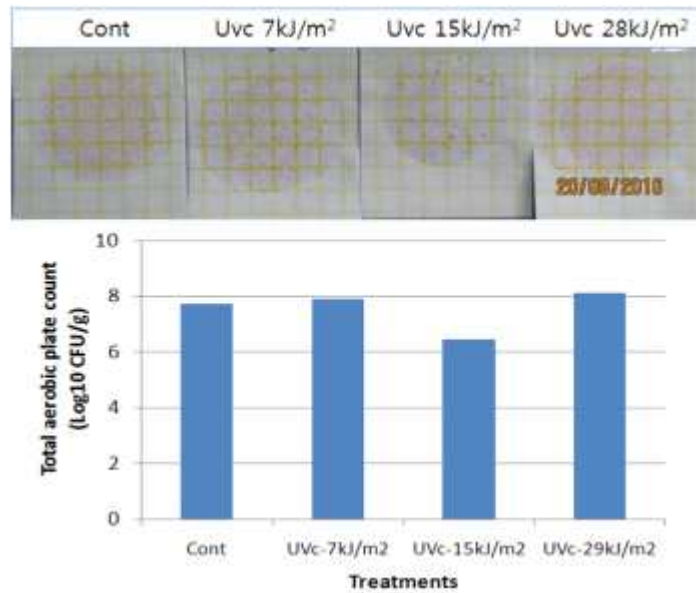 Cont Uvc 7kJ/m² Uvc 15kJ/m² Uvc 28kJ/m²
20/09/2010
10
8
6
4
2
0
Total aerobic plate count
(Log10 CFU/g)
Cont UVc-7kJ/m2 UVc-15kJ/m2 UVc-29kJ/m2
Treatments